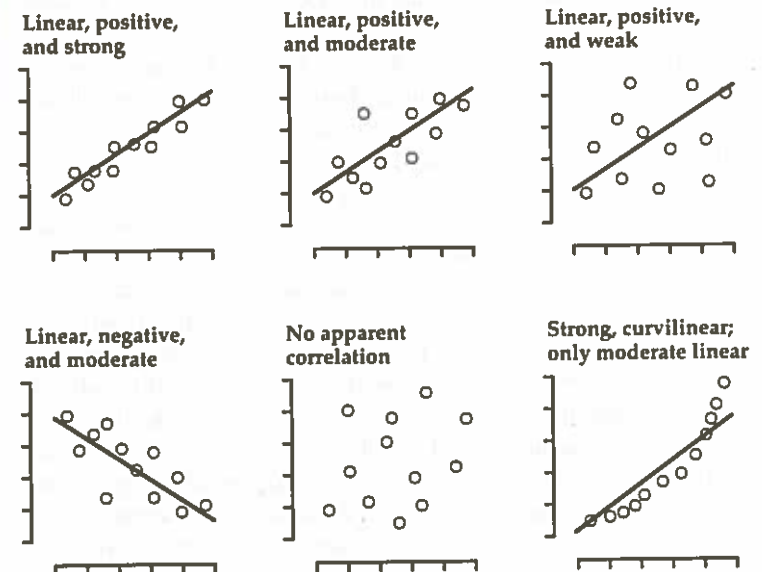 Linear, positive,
and strong
Linear, positive,
and moderate
Linear, positive,
and weak
Linear, negative,
and moderate
No apparent
correlation
Strong, curvilinear;
only moderate linear